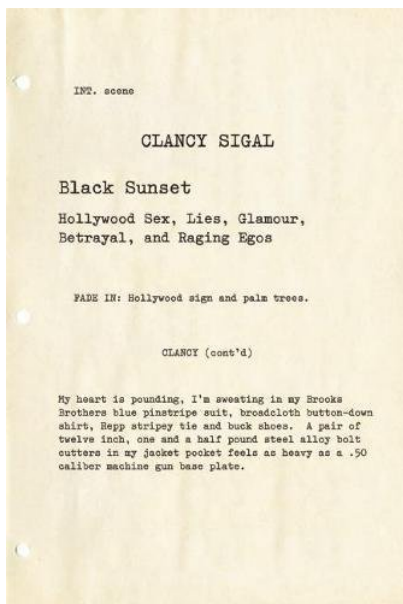 INT. scene
CLANCY SIGAL
Black Sunset
Hollywood Sex, Lies, Glamour,
Betrayal, and Raging Egos
FADE IN: Hollywood sign and palm trees.
CLANCY (cont'd)
My heart is pounding, I'm sweating in my Brooks
Brothers blue pinstripe suit, broadcloth button-down
shirt, Repp stripey tie and buck shoes. A pair of
twelve inch, one and a half pound steel alloy bolt
cutters in my jacket pocket feels as heavy as a .50
caliber machine gun base plate.